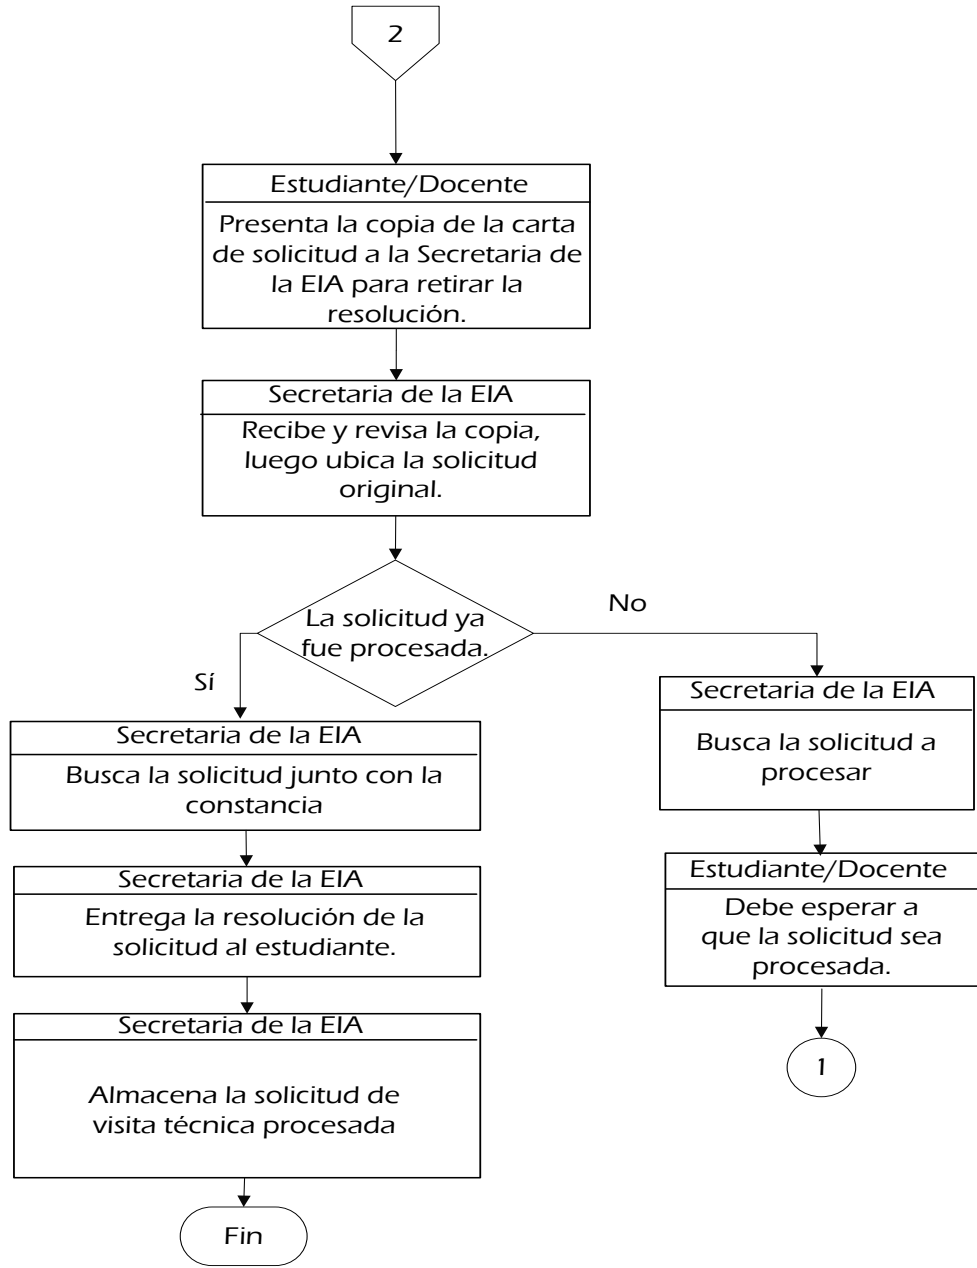 2
Estudiante/Docente
Presenta la copia de la carta
de solicitud a la Secretaria de
la EIA para retirar la
resolución.
Secretaria de la EIA
Recibe y revisa la copia,
luego ubica la solicitud
original.
La solicitud ya
fue procesada.
No
Sí
Secretaria de la EIA
Busca la solicitud junto con la
constancia
Secretaria de la EIA
Entrega la resolución de la
solicitud al estudiante.
Secretaria de la EIA
Almacena la solicitud de
visita técnica procesada
Fin
Secretaria de la EIA
Busca la solicitud a
procesar
Estudiante/Docente
Debe esperar a
que la solicitud sea
procesada.
1